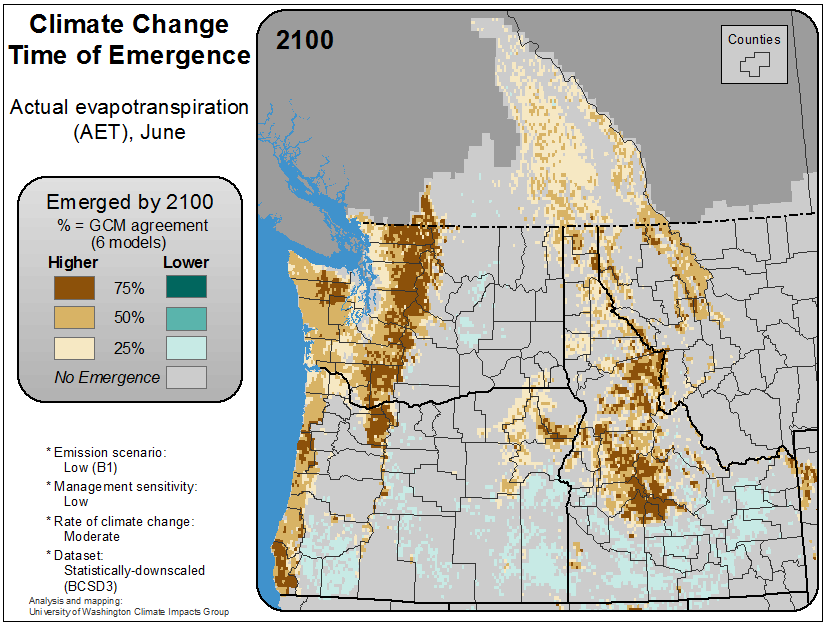 Climate Change
Time of Emergence
Actual evapotranspiration
(AET), June
Emerged by 2100
% = GCM agreement
(6 models)
Higher Lower
75%
50%
25%
No Emergence
* Emission scenario:
Low (B1)
* Management sensitivity:
Low
* Rate of climate change:
Moderate
* Dataset:
Statistically-downscaled
(BCSD3)
Analysis and mapping:
University of Washington Climate Impacts Group
2100
Counties